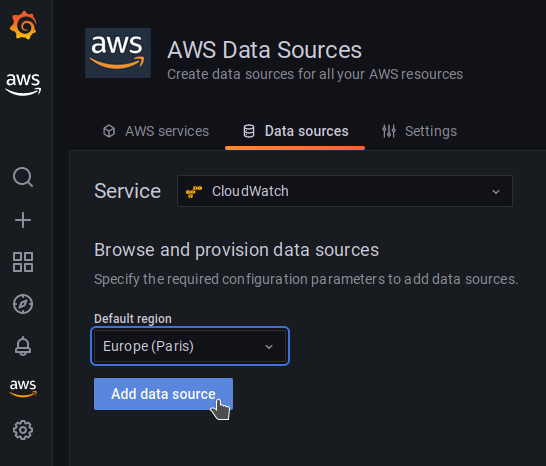 aws
AWS Data Sources
Create data sources for all your AWS resources
aws
AWS services
Data sources
Settings
Service
CloudWatch
Browse and provision data sources
Specify the required configuration parameters to add data sources.
Default region
Europe (Paris)
aws
Add data source